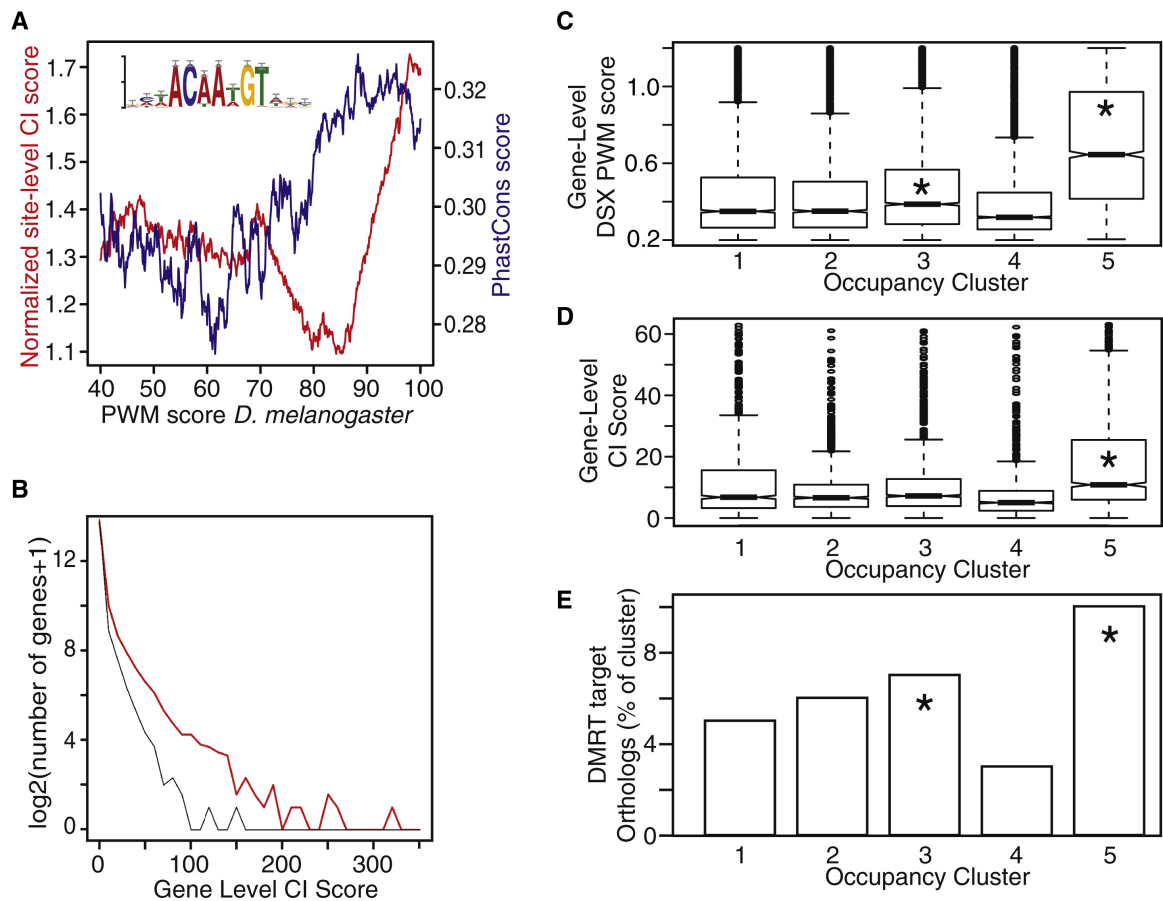 A
Normalized site-level CI score
1.7
1.6
1.5
1.4
1.3
1.2
1.1
ACAA GT
0.32
0.31
0.30
0.29
0.28
PhastCons score
40 50 60 70 80 90 100
PWM score D. melanogaster
B
log2(number of genes+1)
12
8
4
0
0 100 200 300
Gene Level CI Score
C
Gene-Level
DSX PWM score
1.0
0.6
0.2
*
*
1 2 3 4 5
Occupancy Cluster
D
Gene-Level
CI Score
60
40
20
0
*
1 2 3 4 5
Occupancy Cluster
E
DMRT target
Orthologs (% of cluster)
8
4
0
*
*
1 2 3 4 5
Occupancy Cluster